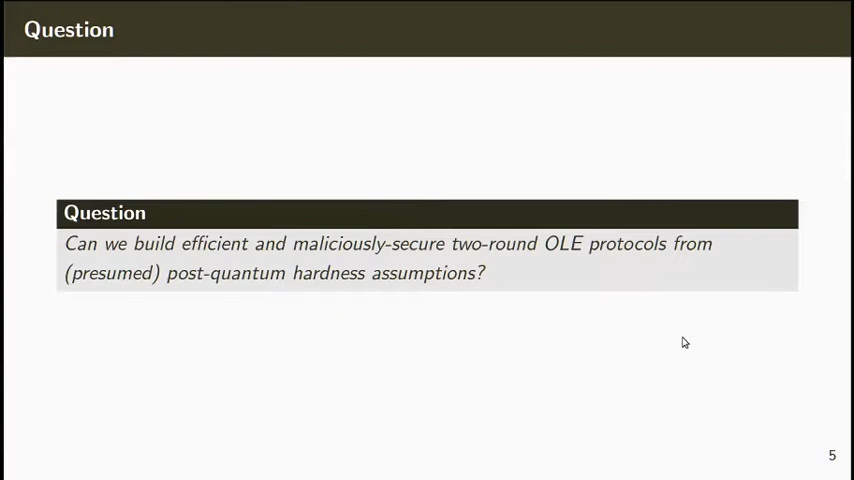 Question
Question
Can we build efficient and maliciously-secure two-round OLE protocols from
(presumed) post-quantum hardness assumptions?
5